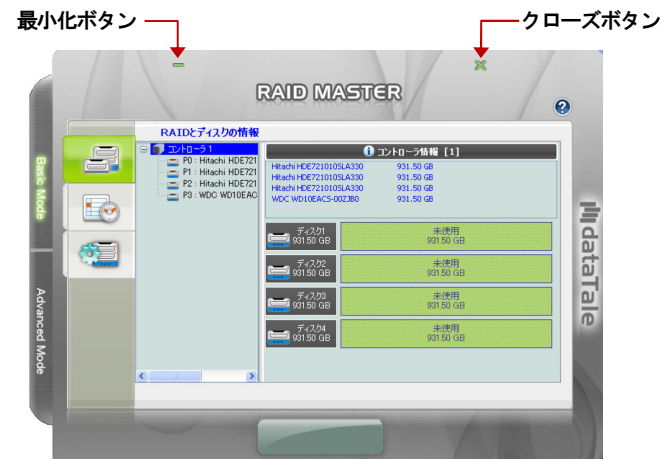 最小化ボタン
クローズボタン
RAID MASTER
?
RAIDとディスクの情報
コントローラ 1
P0 : Hitachi HDE721
P1 : Hitachi HDE721
P2 : Hitachi HDE721
P3 : WDC WD10EAC
コントローラ情報 [1]
Hitachi HDE7210105LA330 931.50 GB
Hitachi HDE7210105LA330 931.50 GB
Hitachi HDE7210105LA330 931.50 GB
WDC WD10EACS-00ZJB0 931.50 GB
ディスク1
931.50 GB
未使用
931.50 GB
ディスク2
931.50 GB
未使用
931.50 GB
ディスク3
931.50 GB
未使用
931.50 GB
ディスク4
931.50 GB
未使用
931.50 GB
Basic Mode
Advanced Mode
dataTale